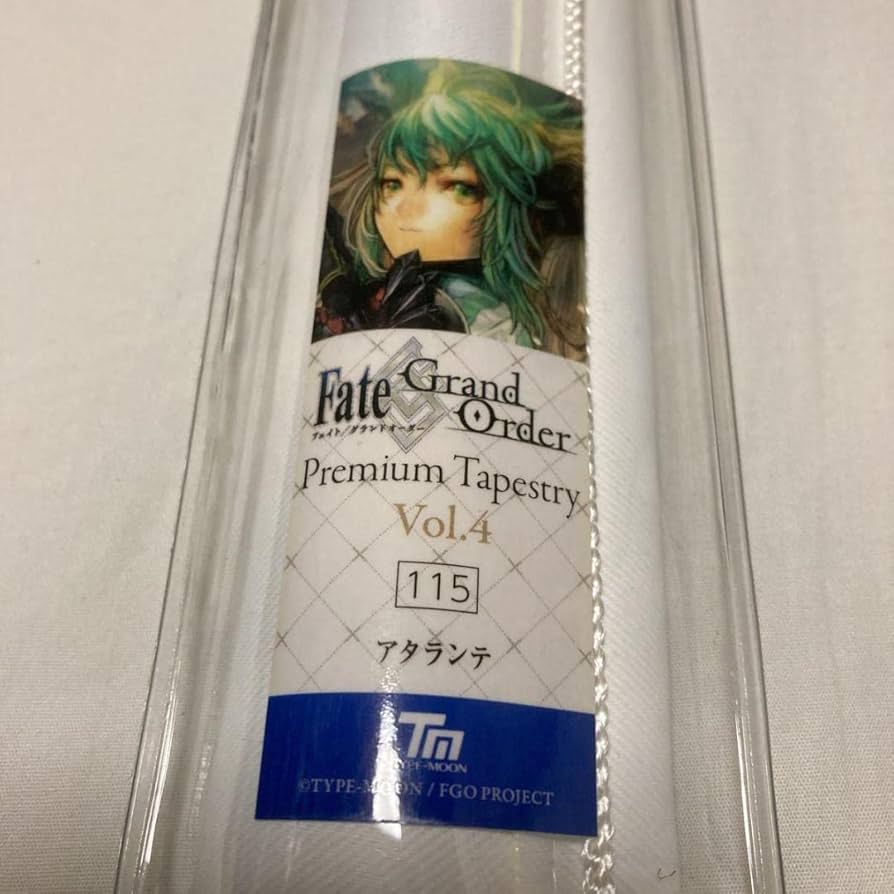 Fate
Grand
Order
フェイト/グランドオーダー
Premium Tapestry
Vol.4
115
アタランテ
TM
TYPE-MOON
©TYPE-MOON / FGO PROJECT